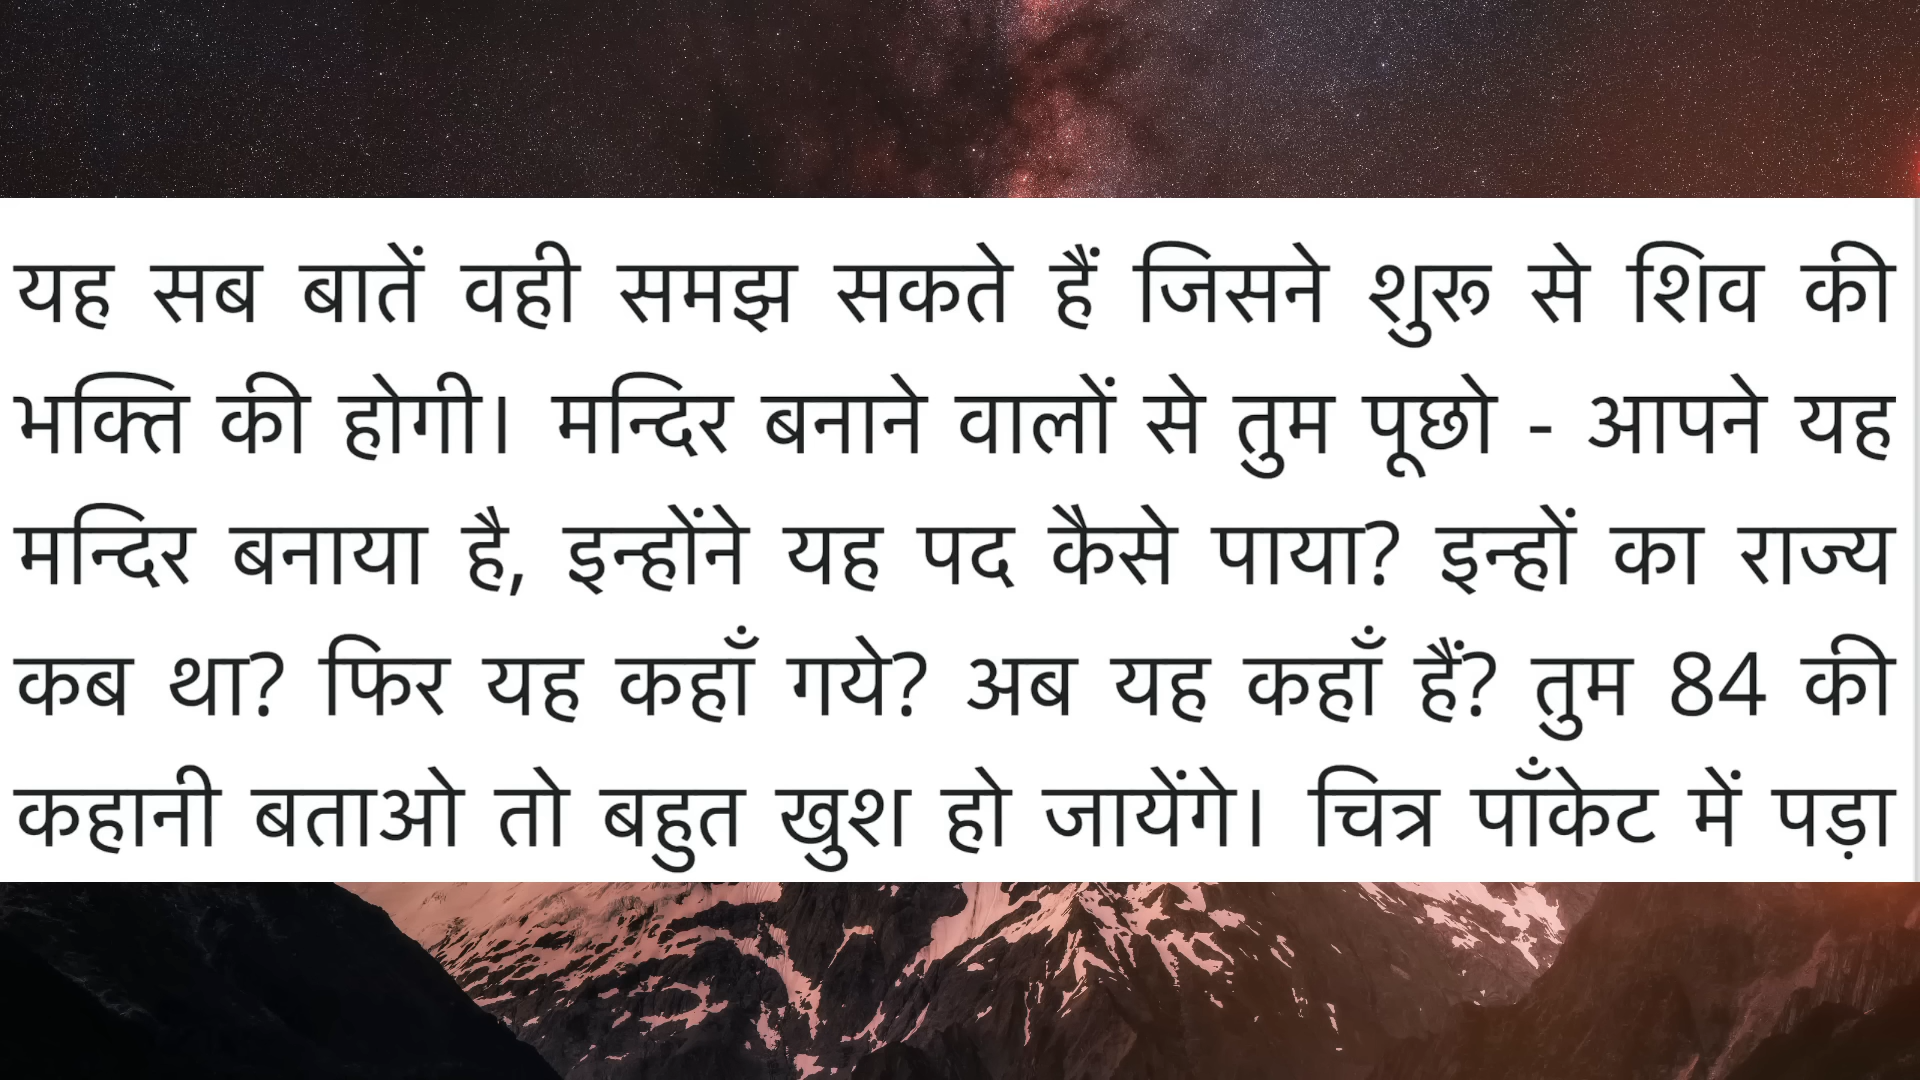 यह सब बातें वही समझ सकते हैं जिसने शुरू से शिव की
भक्ति की होगी। मन्दिर बनाने वालों से तुम पूछो - आपने यह
मन्दिर बनाया है, इन्होंने यह पद कैसे पाया? इन्हों का राज्य
कब था? फिर यह कहाँ गये? अब यह कहाँ हैं? तुम 84 की
कहानी बताओ तो बहुत खुश हो जायेंगे। चित्र पाँकेट में पड़ा